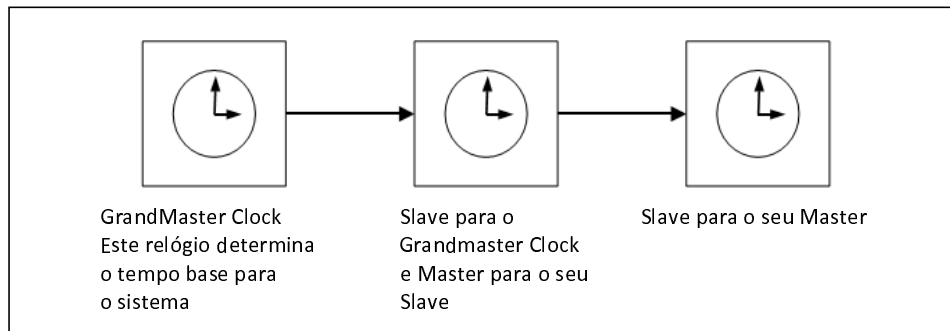 GrandMaster Clock
Este relógio determina
o tempo base para
o sistema
Slave para o
Grandmaster Clock
e Master para o seu
Slave
Slave para o seu Master